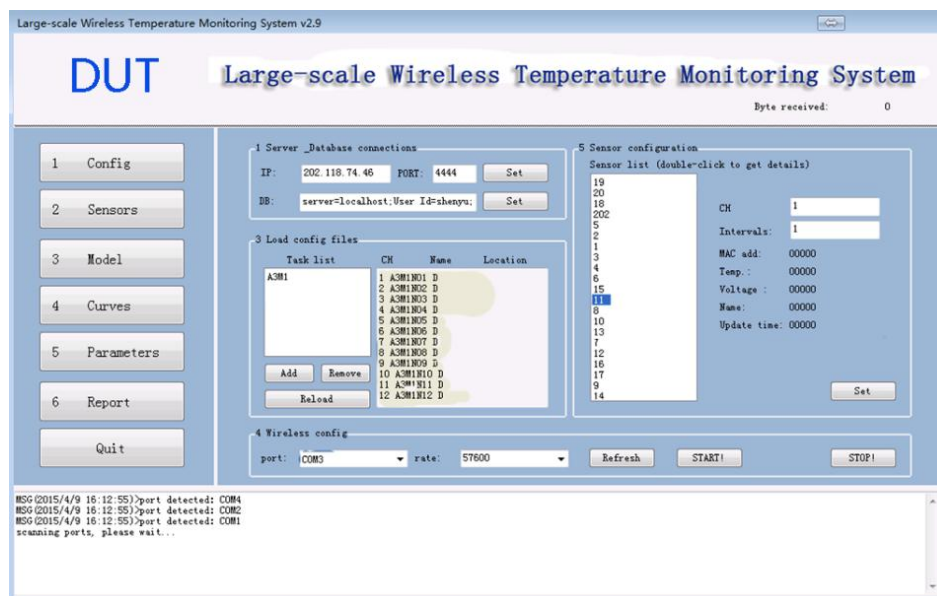 Large-scale Wireless Temperature Monitoring System v2.9
DUT
Large-scale Wireless Temperature Monitoring System
Byte received: 0
1 Config
2 Sensors
3 Model
4 Curves
5 Parameters
6 Report
Quit
1 Server _Database connections
IP: 202.118.74.46 PORT: 4444 Set
DB: server=localhost;User Id=shenyu; Set
3 Load config files
Task list CH Name Location
A3M1
1 A3M1N01 D
2 A3M1N02 D
3 A3M1N03 D
4 A3M1N04 D
5 A3M1N05 D
6 A3M1N06 D
7 A3M1N07 D
8 A3M1N08 D
9 A3M1N09 D
10 A3M1N10 D
11 A3M1N11 D
12 A3M1N12 D
Add Remove
Reload
5 Sensor configuration
Sensor list (double-click to get details)
19
20
18
202
5
2
1
3
4
6
15
11
8
10
13
7
12
16
17
9
14
CH 1
Intervals: 1
MAC add: 00000
Temp.: 00000
Voltage : 00000
Name: 00000
Update time: 00000
Set
4 Wireless config
port: COM3 rate: 57600 Refresh START! STOP!
MSG(2015/4/9 16:12:55)>port detected: COM4
MSG(2015/4/9 16:12:55)>port detected: COM2
MSG(2015/4/9 16:12:55)>port detected: COM1
scanning ports, please wait...